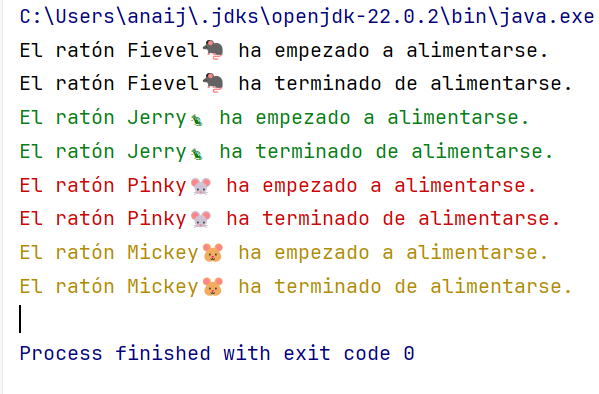 C:\Users\anaij\.jdks\openjdk-22.0.2\bin\java.exe
El ratón Fievel🐀 ha empezado a alimentarse.
El ratón Fievel🐀 ha terminado de alimentarse.
El ratón Jerry🦎 ha empezado a alimentarse.
El ratón Jerry🦎 ha terminado de alimentarse.
El ratón Pinky🐭 ha empezado a alimentarse.
El ratón Pinky🐭 ha terminado de alimentarse.
El ratón Mickey🐹 ha empezado a alimentarse.
El ratón Mickey🐹 ha terminado de alimentarse.
Process finished with exit code 0